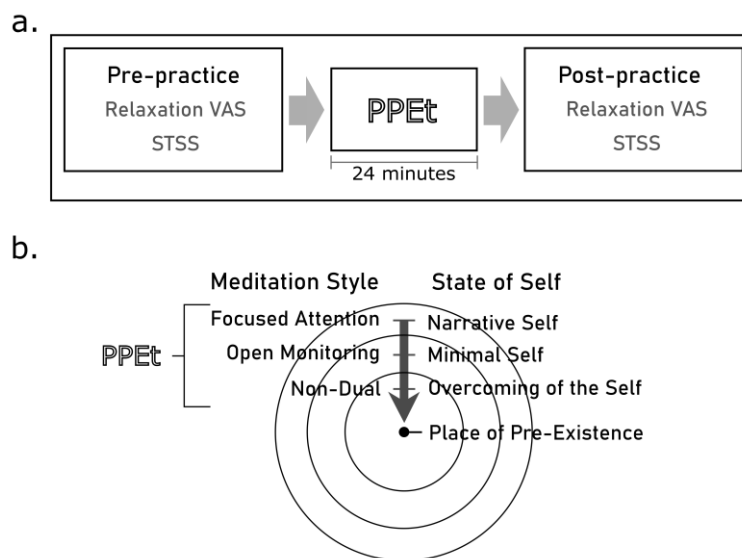 a.
Pre-practice
Relaxation VAS
STSS
PPEt
24 minutes
Post-practice
Relaxation VAS
STSS
b.
Meditation Style
State of Self
Focused Attention
Narrative Self
PPEt
Open Monitoring
Minimal Self
Non-Dual
Overcoming of the Self
Place of Pre-Existence